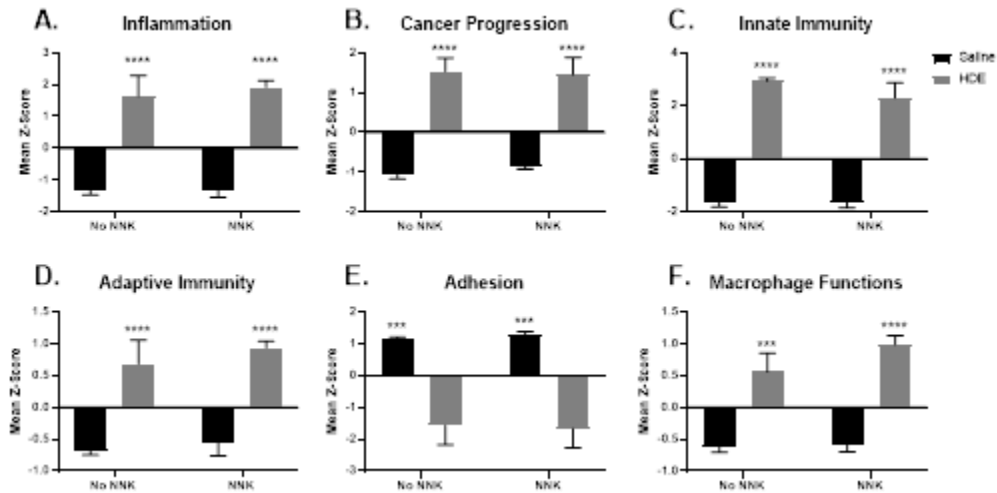 A. Inflammation
Mean Z-Score
3
2
1
0
-1
-2
**** ****
No NNK NNK
B. Cancer Progression
Mean Z-Score
2
1
0
-1
-2
**** ****
No NNK NNK
C. Innate Immunity
Mean Z-Score
4
2
0
-2
**** ****
No NNK NNK
Saline
HDE
D. Adaptive Immunity
Mean Z-Score
1.5
1.0
0.5
0.0
-0.5
-1.0
**** ****
No NNK NNK
E. Adhesion
Mean Z-Score
2
1
0
-1
-2
-3
*** ***
No NNK NNK
F. Macrophage Functions
Mean Z-Score
1.5
1.0
0.5
0.0
-0.5
-1.0
*** ****
No NNK NNK